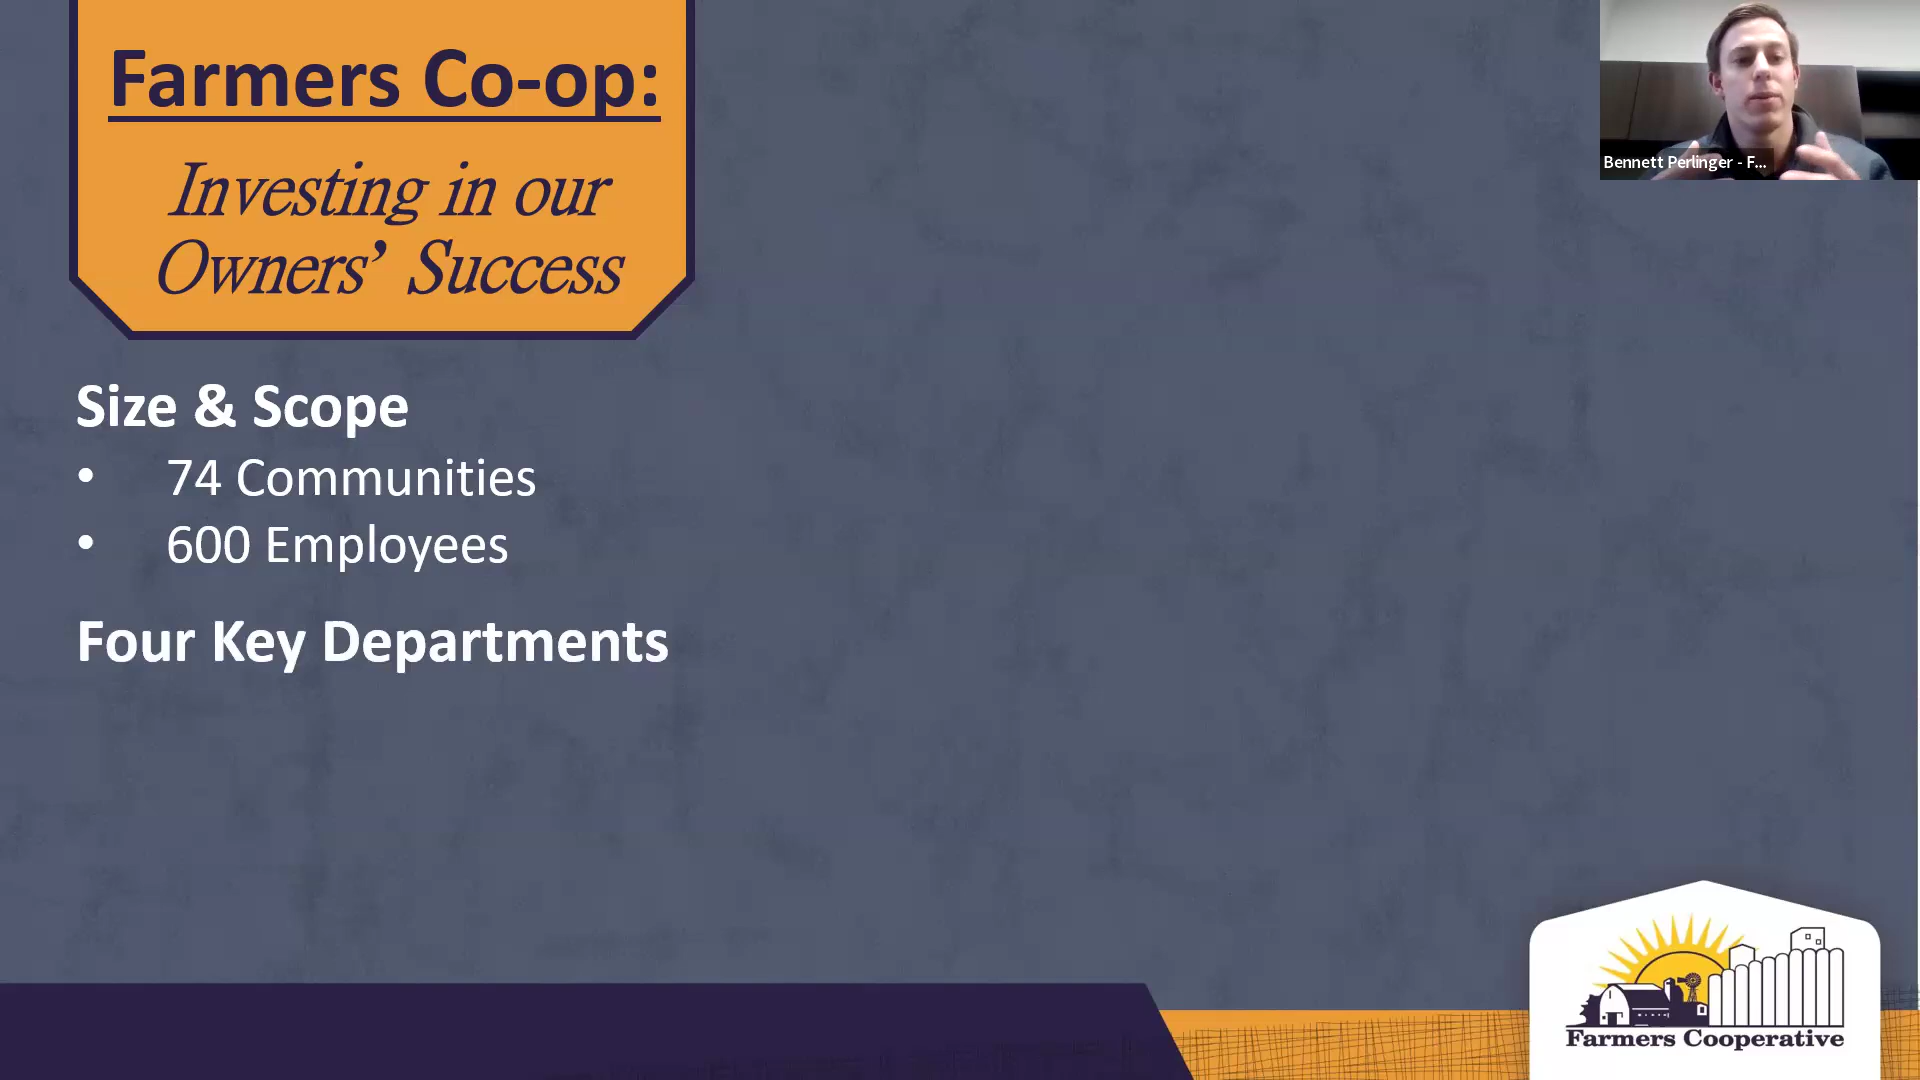 Farmers Co-op:
Investing in our
Owners' Success
Bennett Perlinger - F...
Size & Scope
• 74 Communities
• 600 Employees
Four Key Departments
Farmers Cooperative